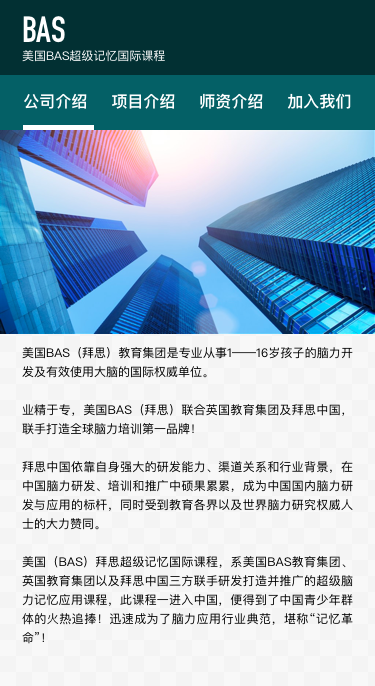 BAS
美国BAS超级记忆国际课程
公司介绍 项目介绍 师资介绍 加入我们
美国BAS（拜思）教育集团是专业从事1——16岁孩子的脑力开
发及有效使用大脑的国际权威单位。
业精于专，美国BAS（拜思）联合英国教育集团及拜思中国，
联手打造全球脑力培训第一品牌！
拜思中国依靠自身强大的研发能力、渠道关系和行业背景，在
中国脑力研发、培训和推广中硕果累累，成为中国国内脑力研
发与应用的标杆，同时受到教育各界以及世界脑力研究权威人
士的大力赞同。
美国（BAS）拜思超级记忆国际课程，系美国BAS教育集团、
英国教育集团以及拜思中国三方联手研发打造并推广的超级脑
力记忆应用课程，此课程一进入中国，便得到了中国青少年群
体的火热追捧！迅速成为了脑力应用行业典范，堪称“记忆革
命”！